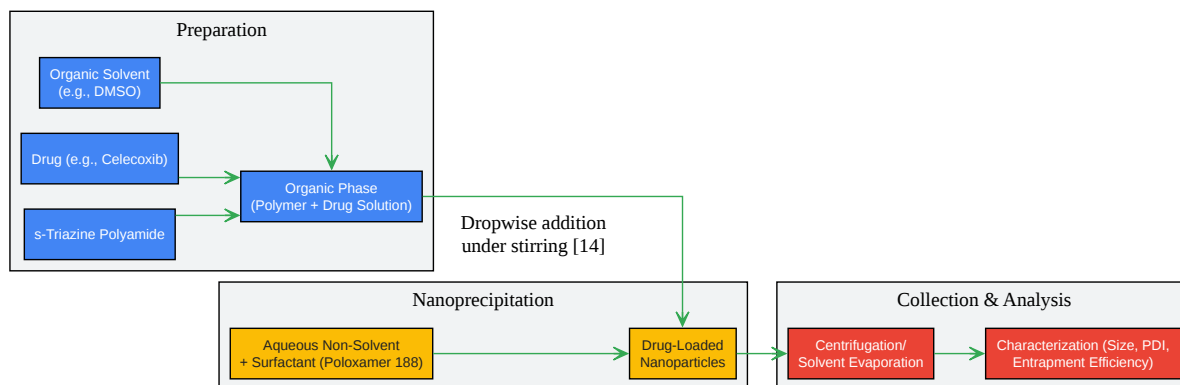 Preparation
Organic Solvent
(e.g., DMSO)
Drug (e.g., Celecoxib)
s-Triazine Polyamide
Organic Phase
(Polymer + Drug Solution)
Dropwise addition
under stirring [14]
Nanoprecipitation
Aqueous Non-Solvent
+ Surfactant (Poloxamer 188)
Drug-Loaded
Nanoparticles
Collection & Analysis
Centrifugation/
Solvent Evaporation
Characterization (Size, PDI,
Entrapment Efficiency)